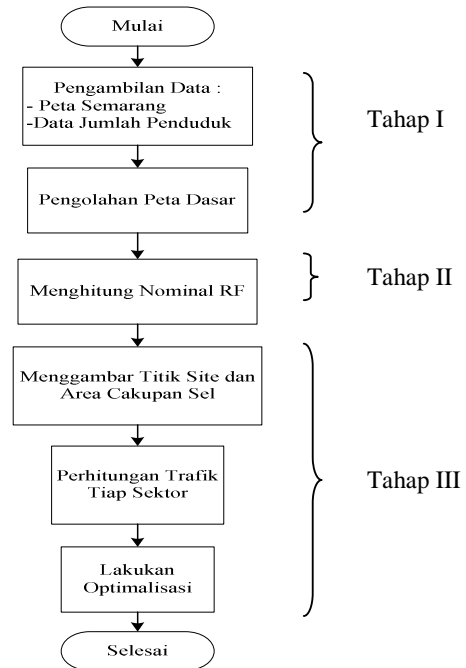 Mulai
Pengambilan Data :
- Peta Semarang
-Data Jumlah Penduduk
Tahap I
Pengolahan Peta Dasar
Menghitung Nominal RF
Tahap II
Menggambar Titik Site dan
Area Cakupan Sel
Perhitungan Trafik
Tiap Sektor
Tahap III
Lakukan
Optimalisasi
Selesai